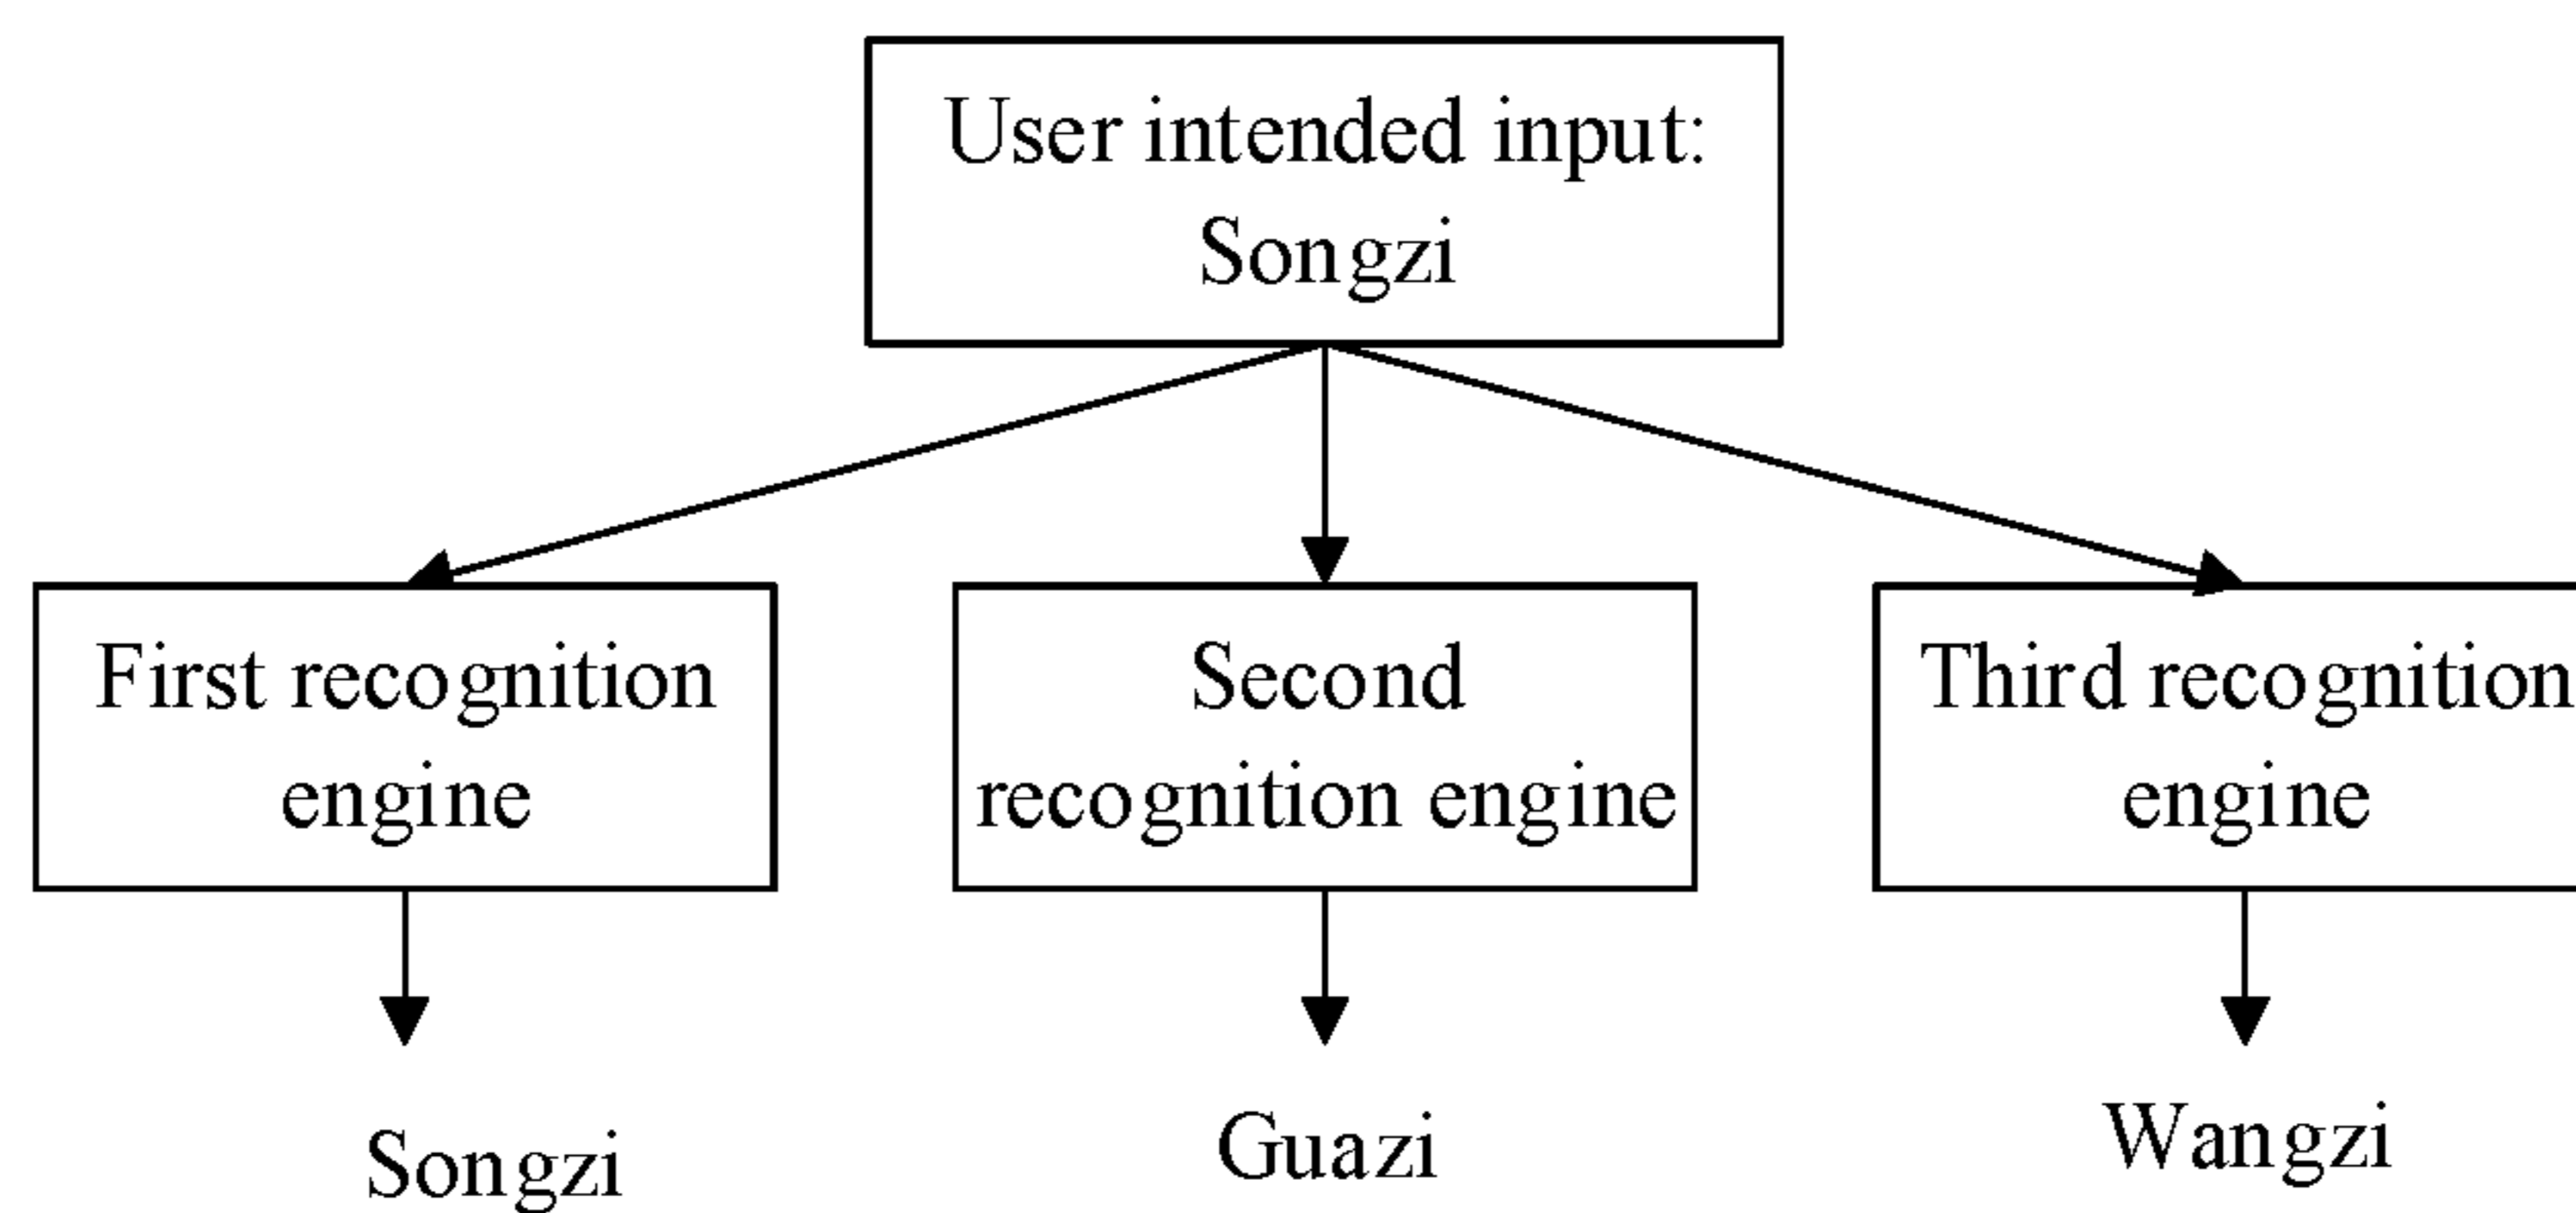 User intended input:
Songzi
First recognition
engine
Second
recognition engine
Third recognition
engine
Songzi
Guazi
Wangzi